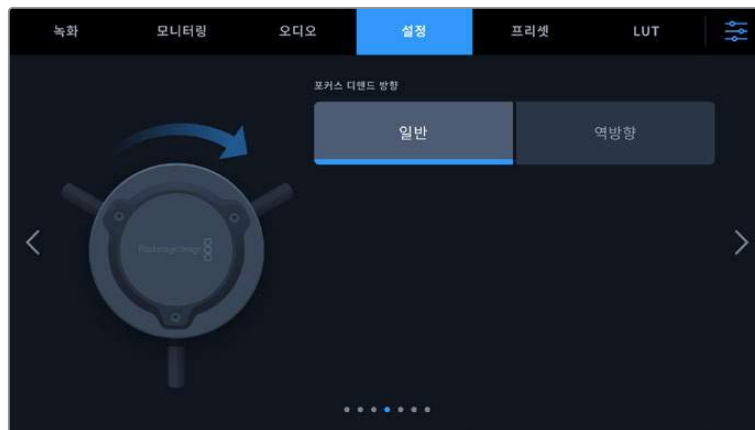 녹화 모니터링 오디오 설정 프리셋 LUT
포커스 디맨드 방향
일반 역방향
Blackmagicdesign